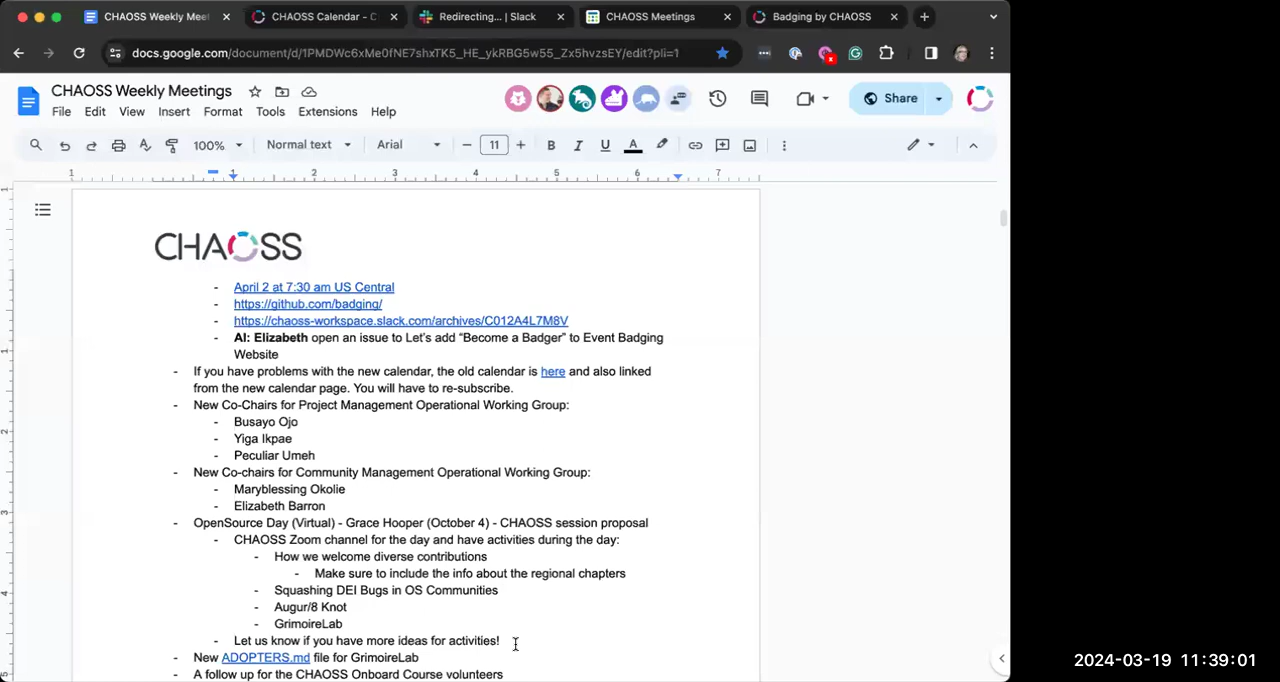 CHAOSS Weekly Meet
CHAOSS Calendar - C
Redirecting... | Slack
CHAOSS Meetings
Badging by CHAOSS
docs.google.com/document/d/1PMDWc6xMe0fNE7shxTK5_HE_ykRBG5w55_Zx5hvzsEY/edit?pli=1
CHAOSS Weekly Meetings
Share
File Edit View Insert Format Tools Extensions Help
100% Normal text Arial 11 B I U A
1 1 2 3 4 5 6 7
CHAOSS
- April 2 at 7:30 am US Central
- https://github.com/badging/
- https://chaoss-workspace.slack.com/archives/C012A4L7M8V
- AI: Elizabeth open an issue to Let's add “Become a Badger” to Event Badging
Website
- If you have problems with the new calendar, the old calendar is here and also linked
from the new calendar page. You will have to re-subscribe.
- New Co-Chairs for Project Management Operational Working Group:
- Busayo Ojo
- Yiga Ikpae
- Peculiar Umeh
- New Co-chairs for Community Management Operational Working Group:
- Maryblessing Okolie
- Elizabeth Barron
- OpenSource Day (Virtual) - Grace Hooper (October 4) - CHAOSS session proposal
- CHAOSS Zoom channel for the day and have activities during the day:
- How we welcome diverse contributions
- Make sure to include the info about the regional chapters
- Squashing DEI Bugs in OS Communities
- Augur/8 Knot
- GrimoireLab
- Let us know if you have more ideas for activities!
- New ADOPTERS.md file for GrimoireLab
- A follow up for the CHAOSS Onboard Course volunteers
2024-03-19 11:39:01